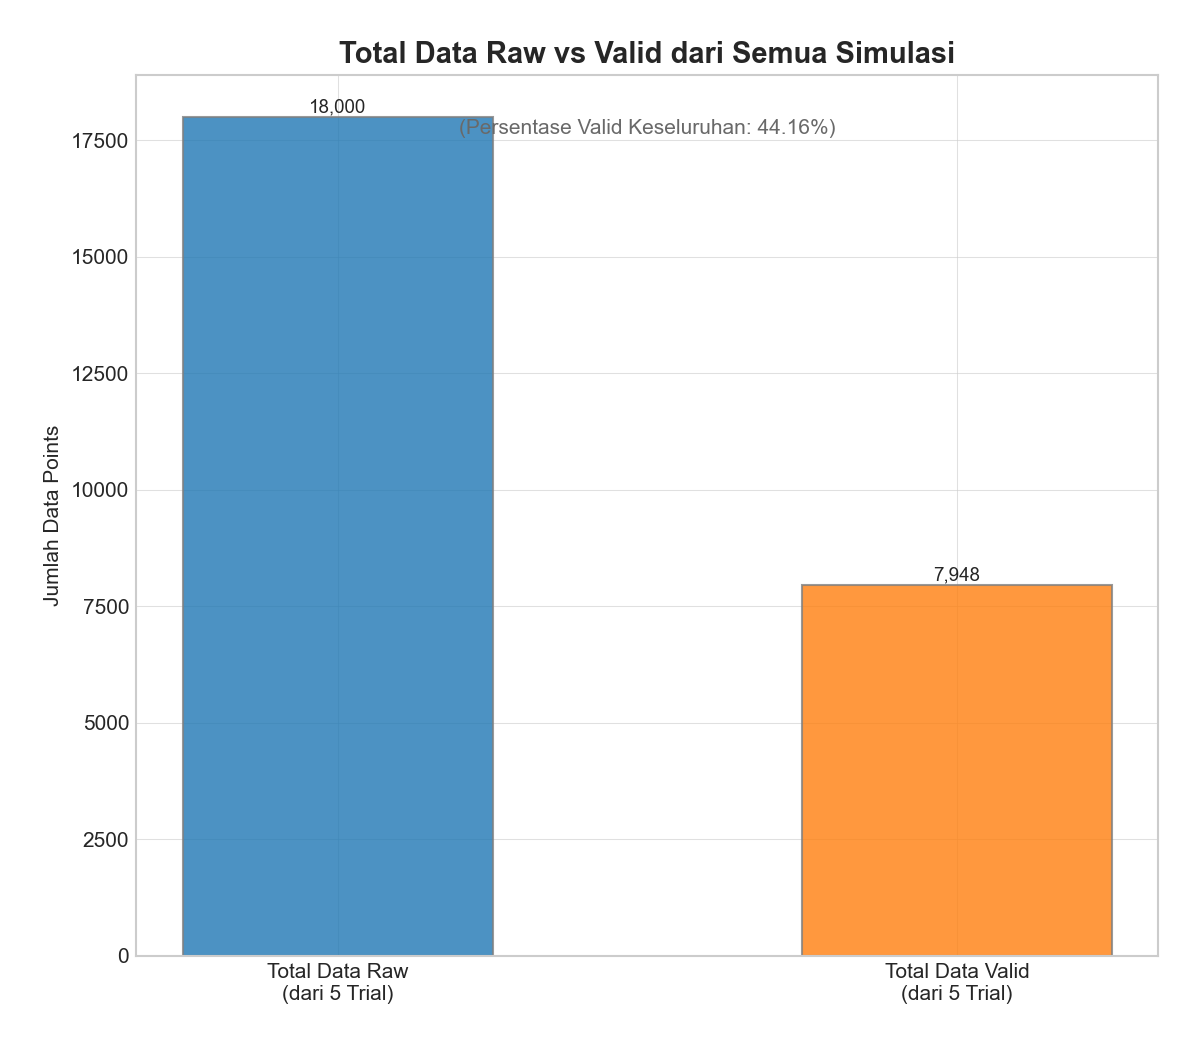 Total Data Raw vs Valid dari Semua Simulasi
18,000
(Persentase Valid Keseluruhan: 44.16%)
17500
15000
12500
10000
7,948
7500
5000
2500
0
Jumlah Data Points
Total Data Raw
(dari 5 Trial)
Total Data Valid
(dari 5 Trial)